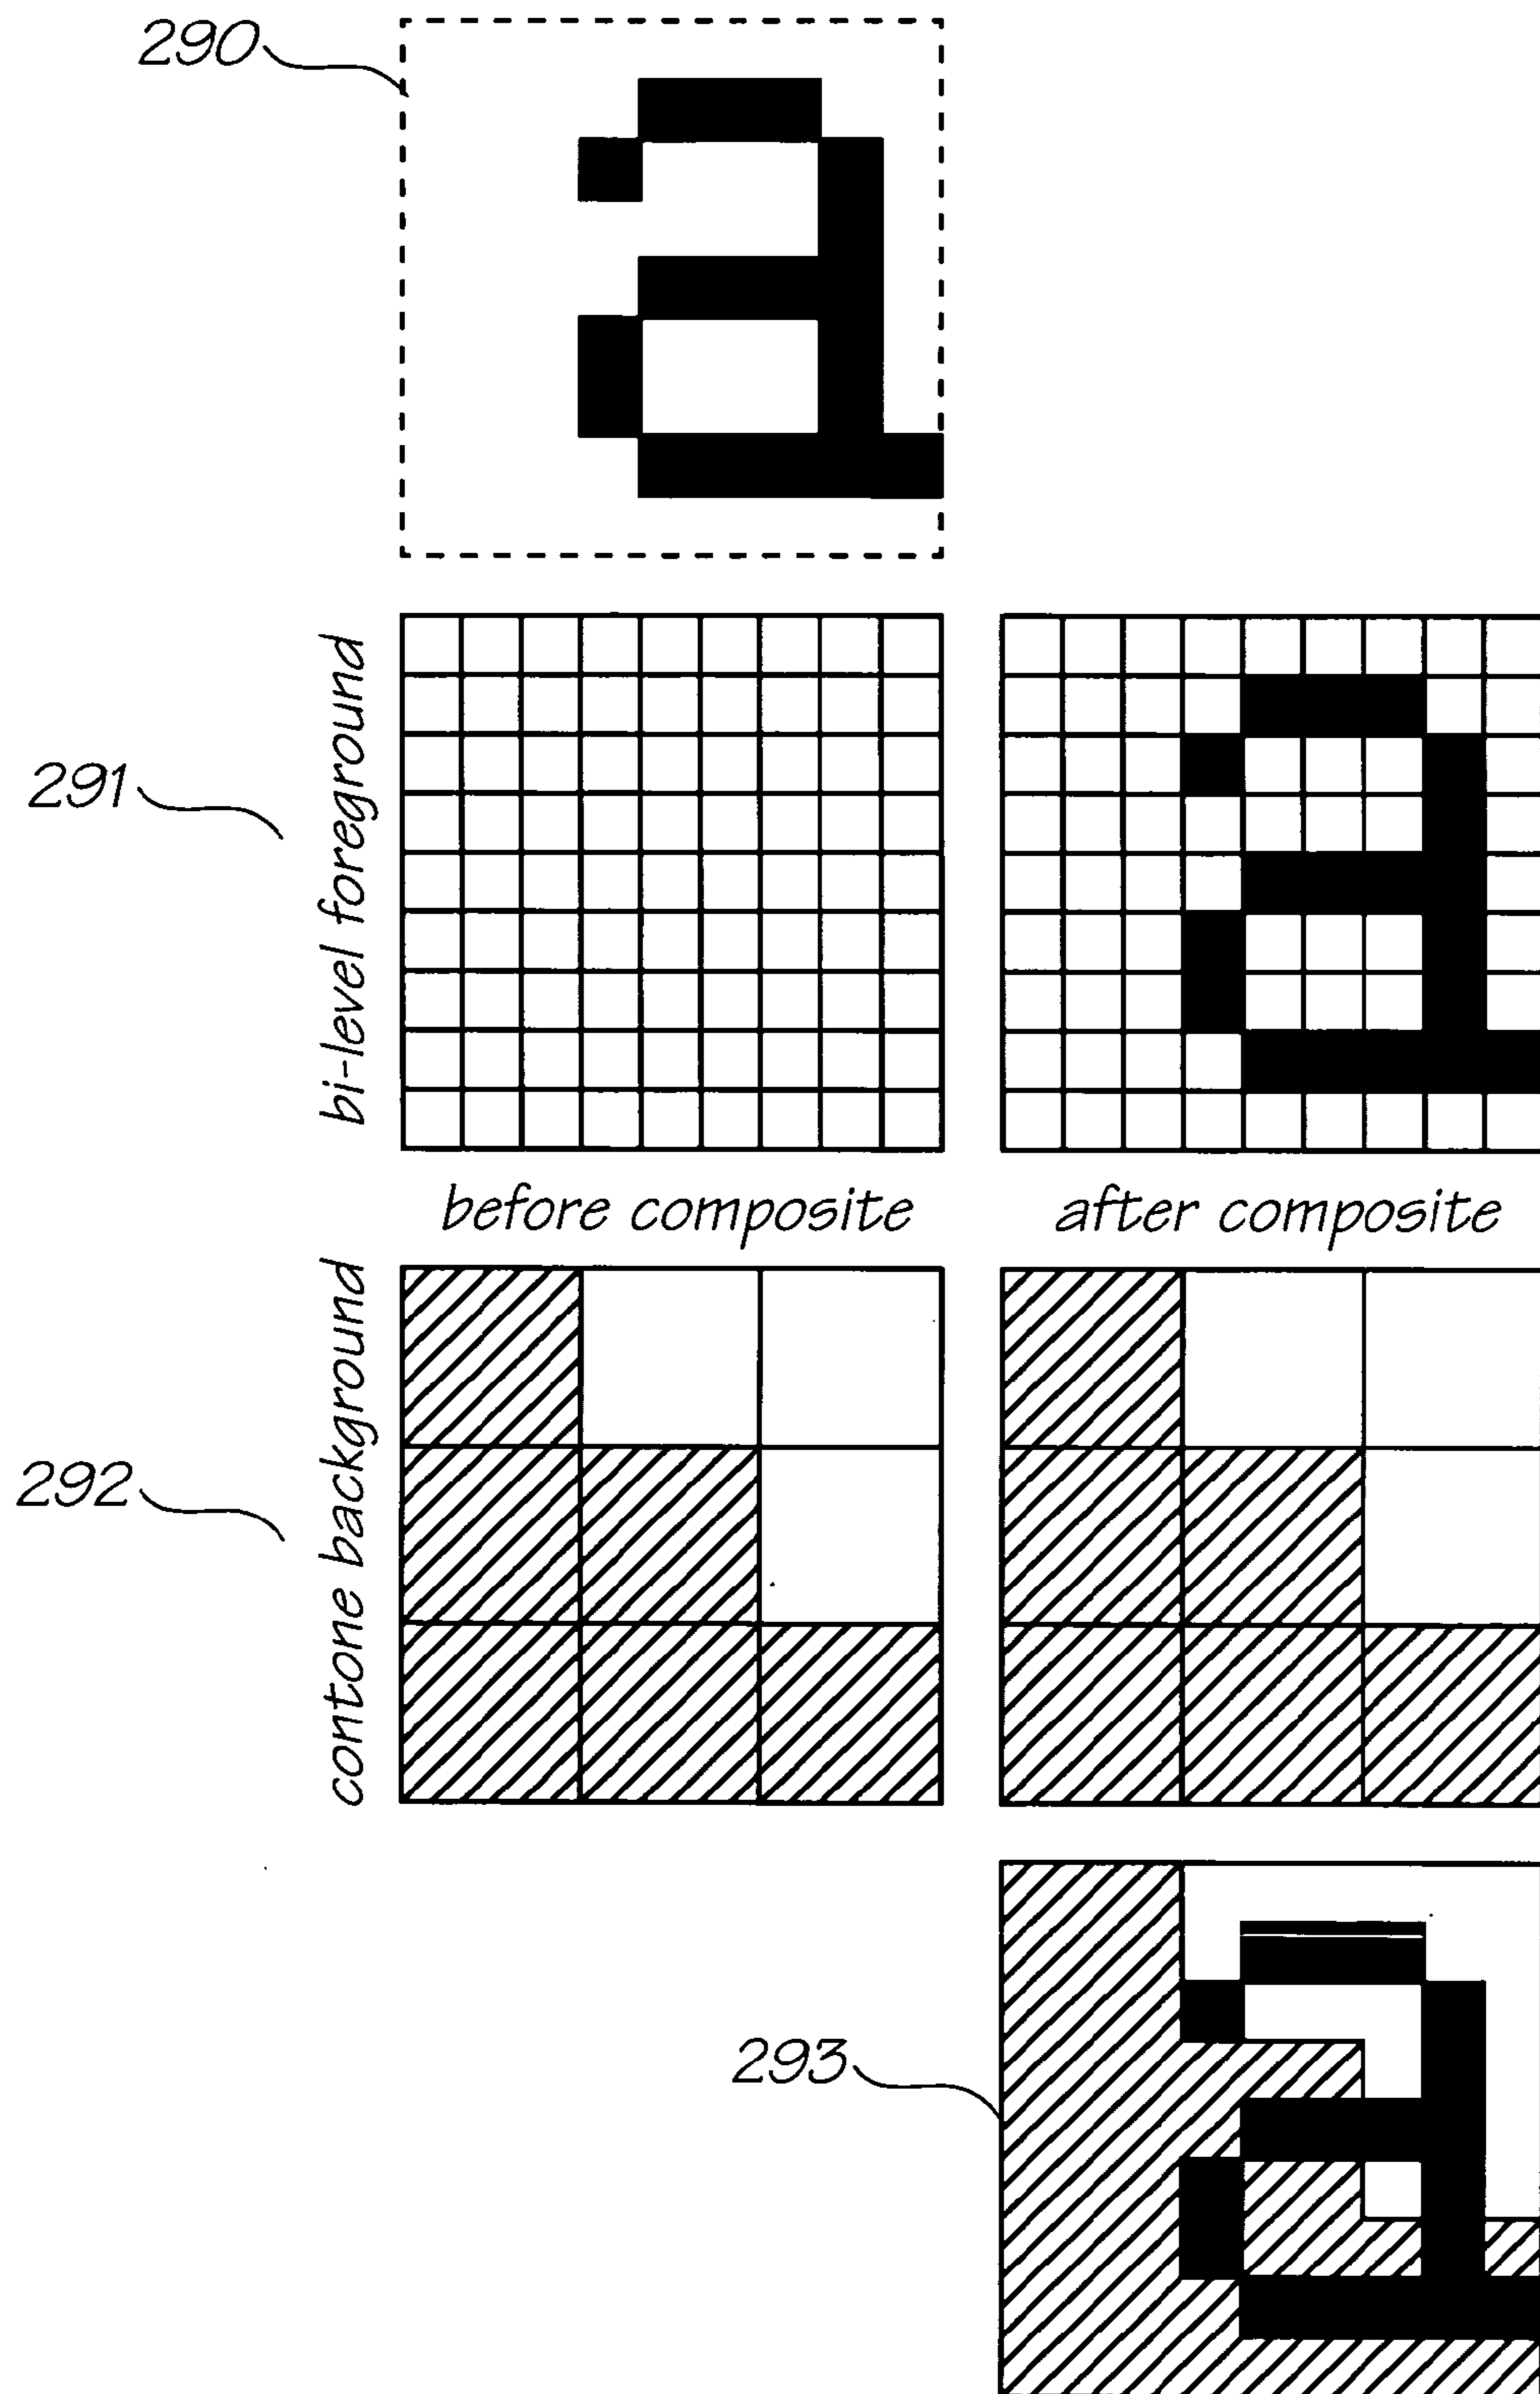 290
291
bi-level foreground
before composite
after composite
292
contone background
293